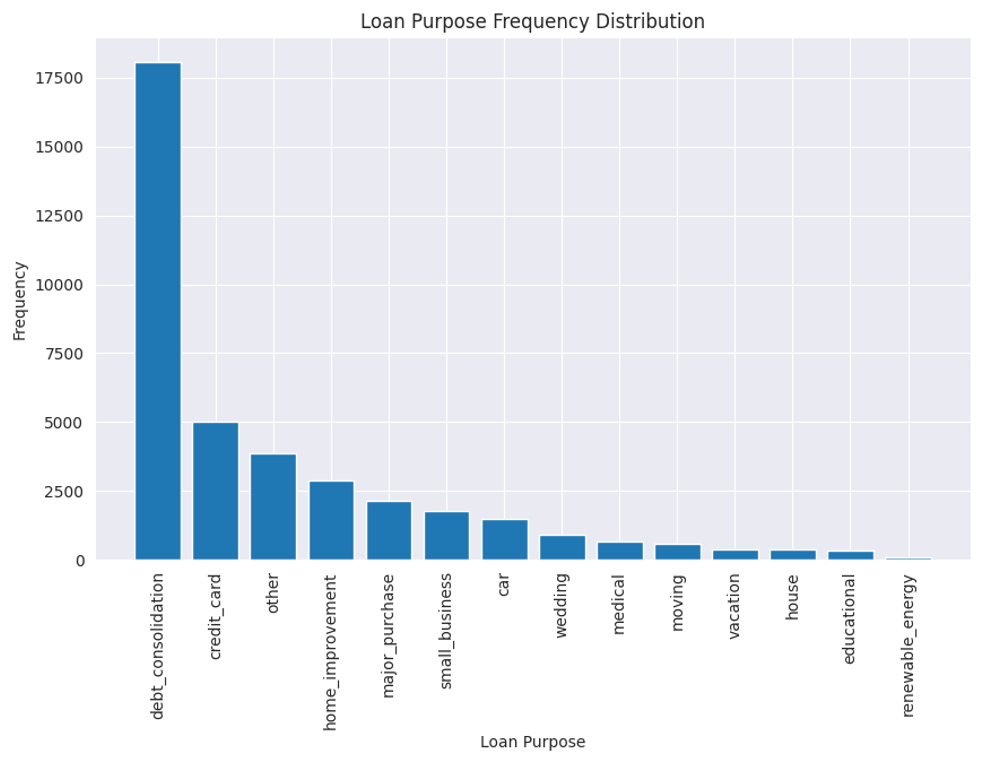 Loan Purpose Frequency Distribution
Frequency
17500
15000
12500
10000
7500
5000
2500
0
debt_consolidation
credit_card
other
home_improvement
major_purchase
small_business
car
wedding
medical
moving
vacation
house
educational
renewable_energy
Loan Purpose